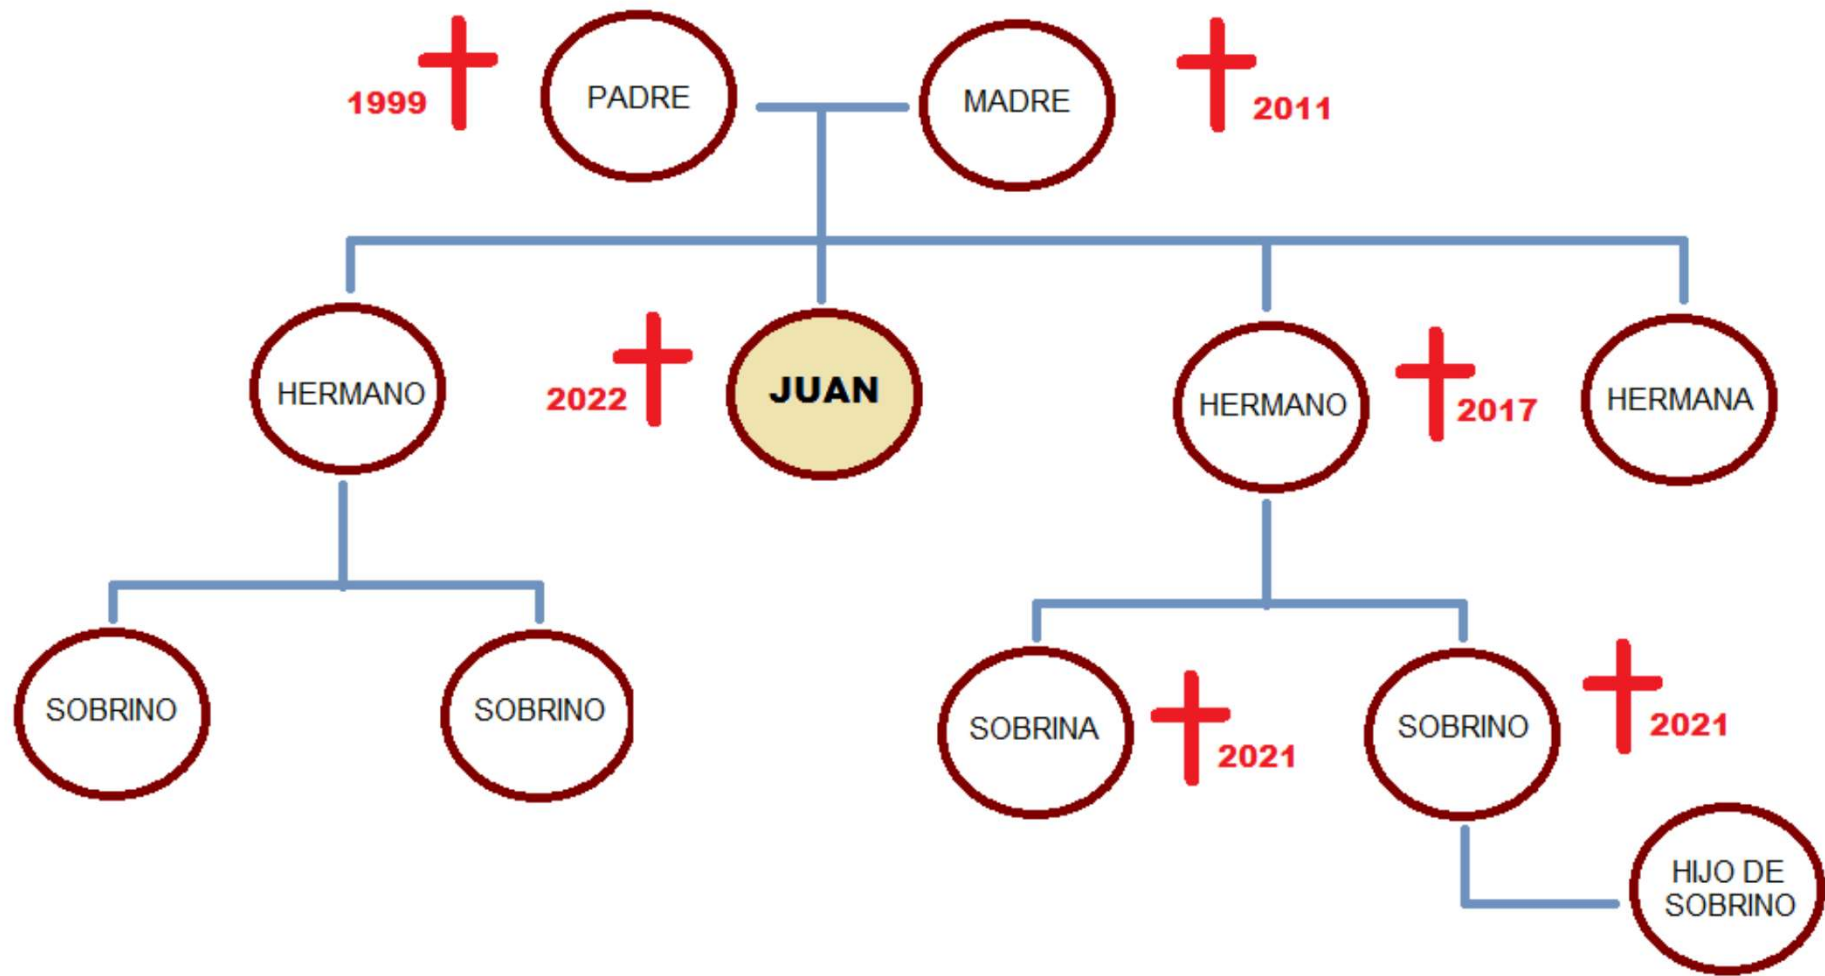 PADRE
MADRE
1999
2011
HERMANO
2022
JUAN
HERMANO
2017
HERMANA
SOBRINO
SOBRINO
SOBRINA
2021
SOBRINO
2021
HIJO DE
SOBRINO